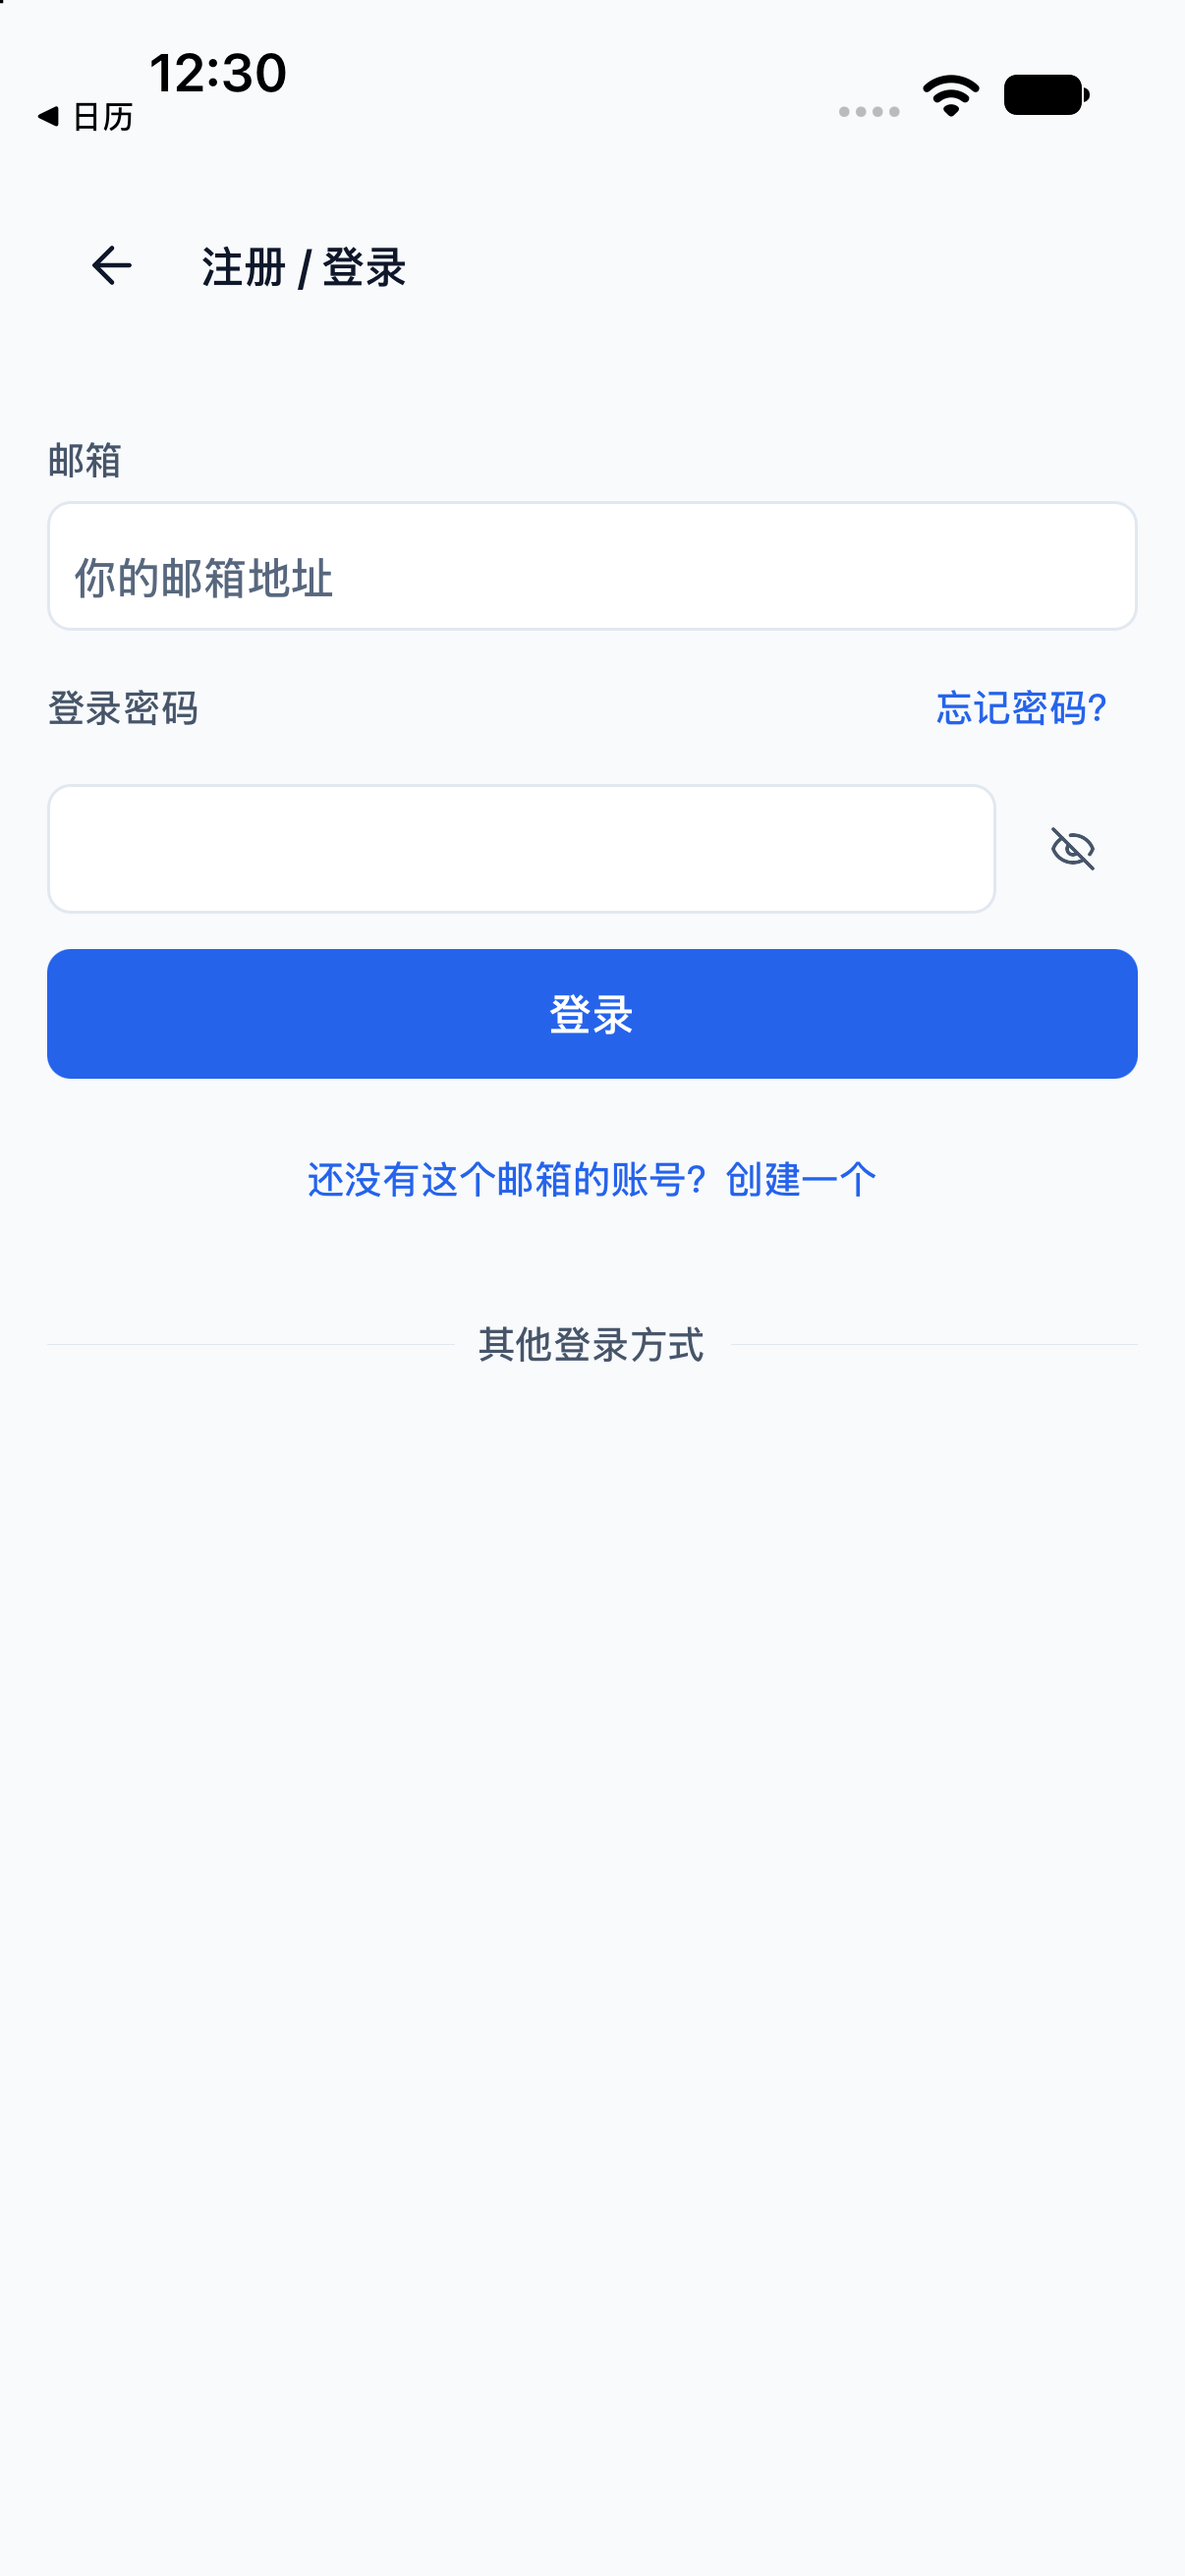 12:30
日历
注册 / 登录
邮箱
你的邮箱地址
登录密码 忘记密码?
登录
还没有这个邮箱的账号？创建一个
其他登录方式